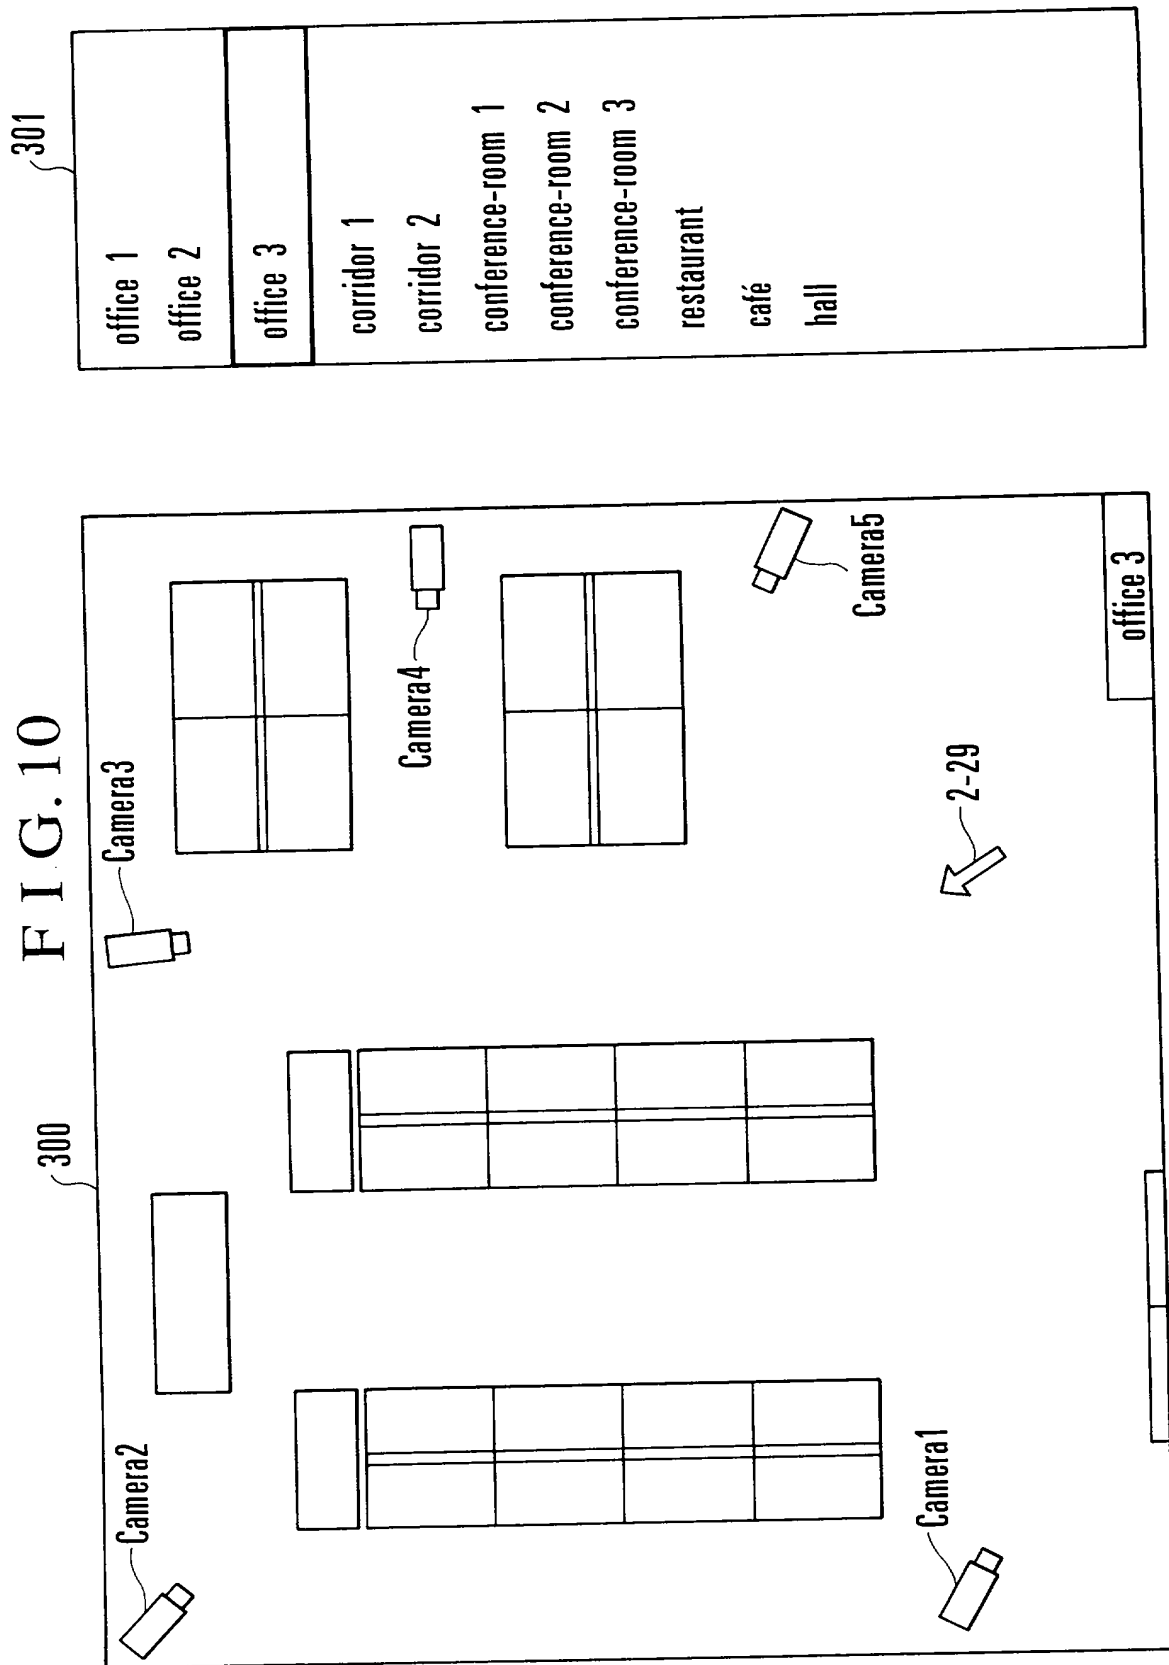 FIG.10
300
301
Camera2
Camera3
Camera4
Camera5
Camera1
2-29
office 3
office 1
office 2
office 3
corridor 1
corridor 2
conference-room 1
conference-room 2
conference-room 3
restaurant
café
hall